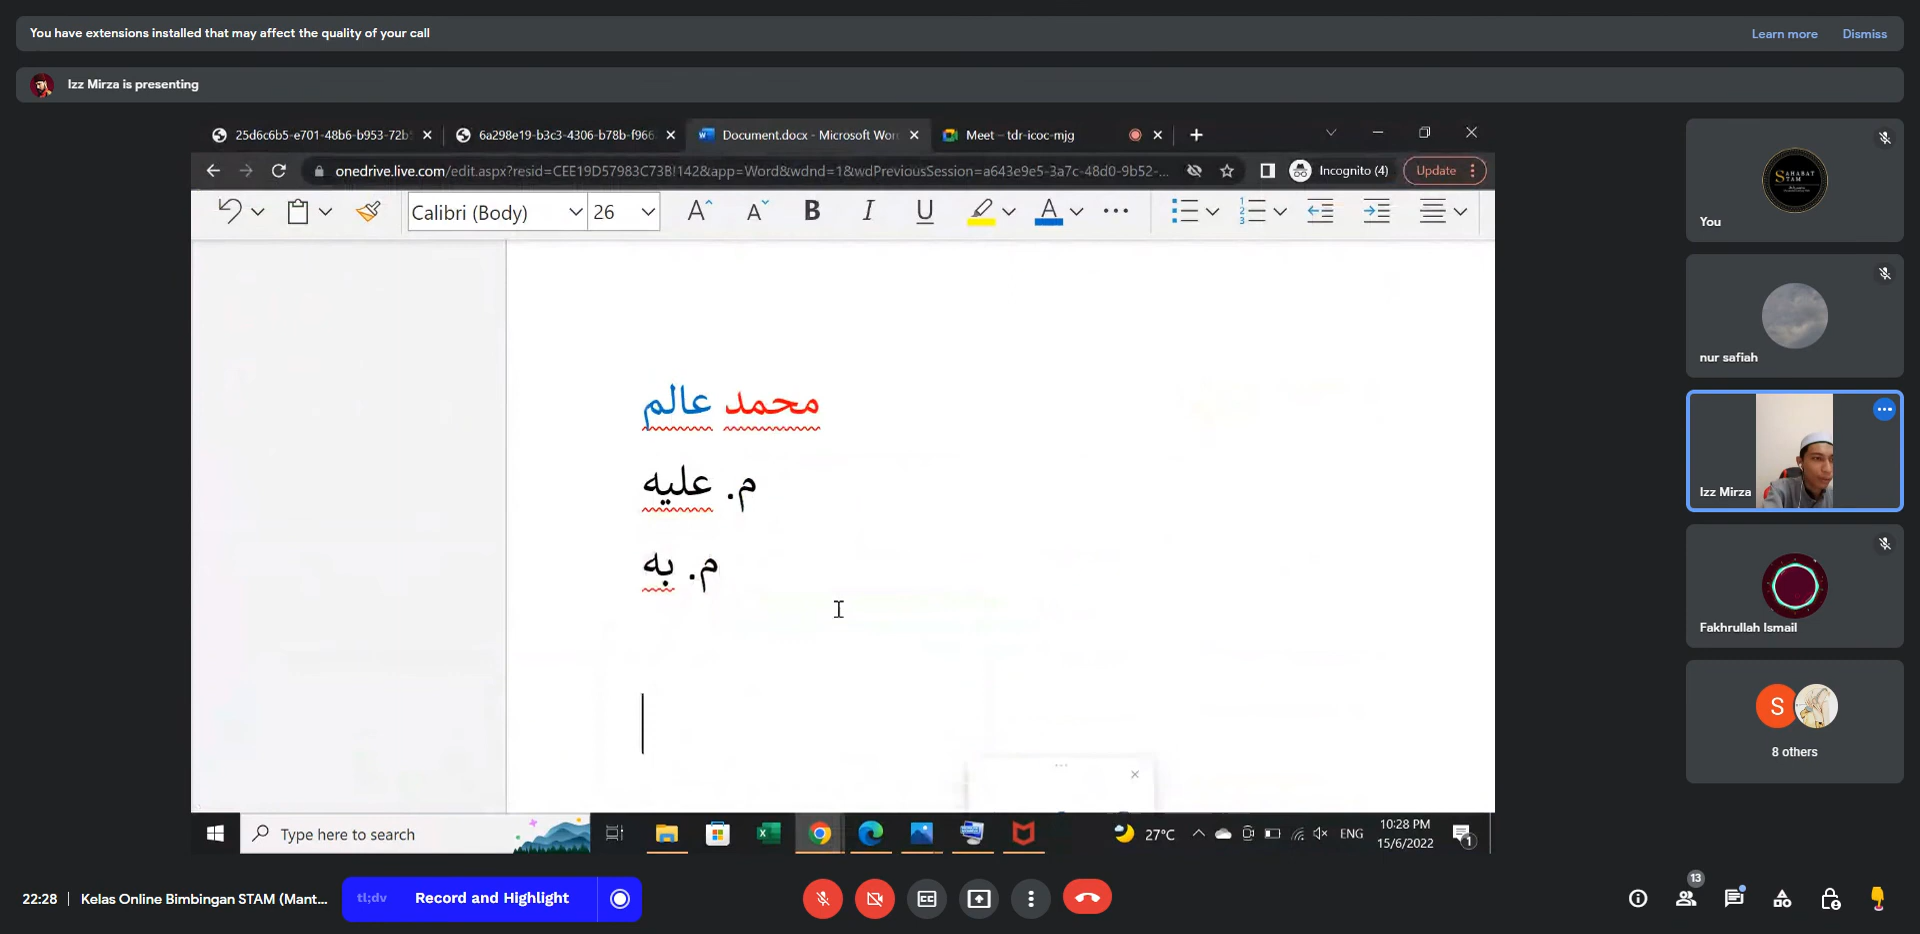 You have extensions installed that may affect the quality of your call
Learn more
Dismiss
Izz Mirza is presenting
25d6c6b5-e701-48b6-b953-72b
6a298e19-b3c3-4306-b78b-f966
Document.docx - Microsoft Wor
Meet – tdr-icoc-mjg
onedrive.live.com/edit.aspx?resid=CEE19D57983C73B!142&app=Word&wdnd=1&wdPreviousSession=a643e9e5-3a7c-48d0-9b52-...
Incognito (4)
Update
Calibri (Body)
26
محمد عالم
م. عليه
م. به
You
nur safiah
Izz Mirza
Fakhrullah Ismail
S
8 others
Type here to search
27°C
ENG
10:28 PM
15/6/2022
1
22:28
Kelas Online Bimbingan STAM (Mant...
tl;dv
Record and Highlight
13